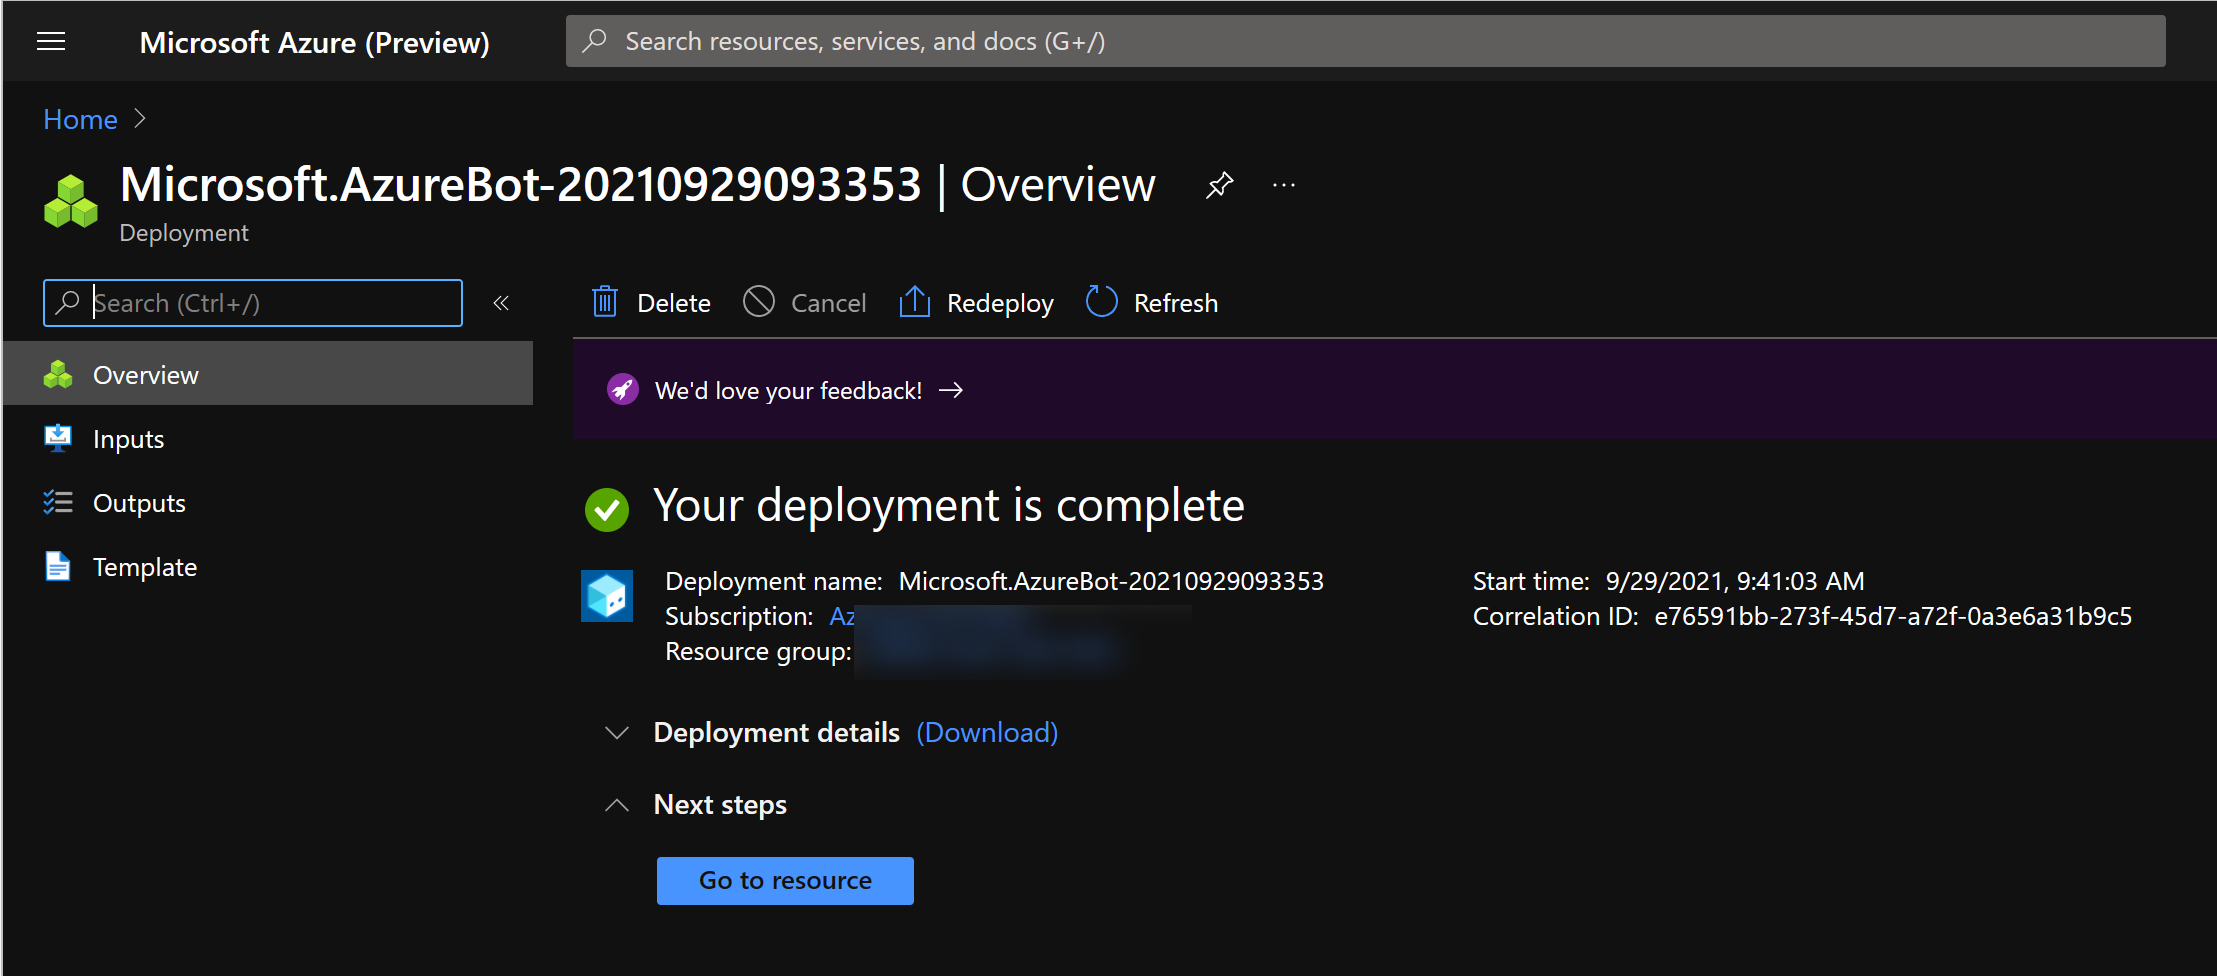 Microsoft Azure (Preview)
Search resources, services, and docs (G+/)
Home
Microsoft.AzureBot-20210929093353 | Overview
Deployment
Search (Ctrl+/)
Delete
Cancel
Redeploy
Refresh
Overview
Inputs
Outputs
Template
We'd love your feedback! →
Your deployment is complete
Deployment name: Microsoft.AzureBot-20210929093353
Subscription: Az
Resource group:
Start time: 9/29/2021, 9:41:03 AM
Correlation ID: e76591bb-273f-45d7-a72f-0a3e6a31b9c5
Deployment details (Download)
Next steps
Go to resource